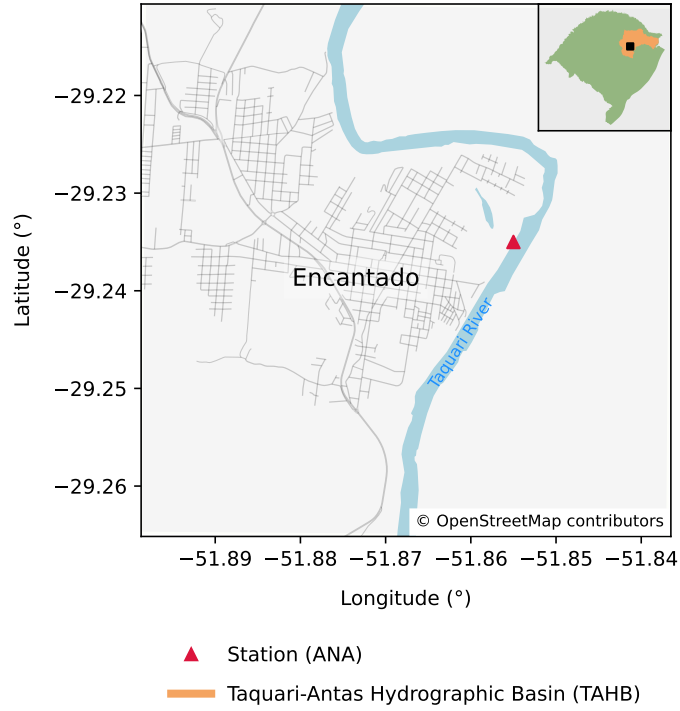 −29.22
−29.23
−29.24
−29.25
−29.26
Latitude (°)
Encantado
Taquari River
© OpenStreetMap contributors
−51.89 −51.88 −51.87 −51.86 −51.85 −51.84
Longitude (°)
Station (ANA)
Taquari-Antas Hydrographic Basin (TAHB)